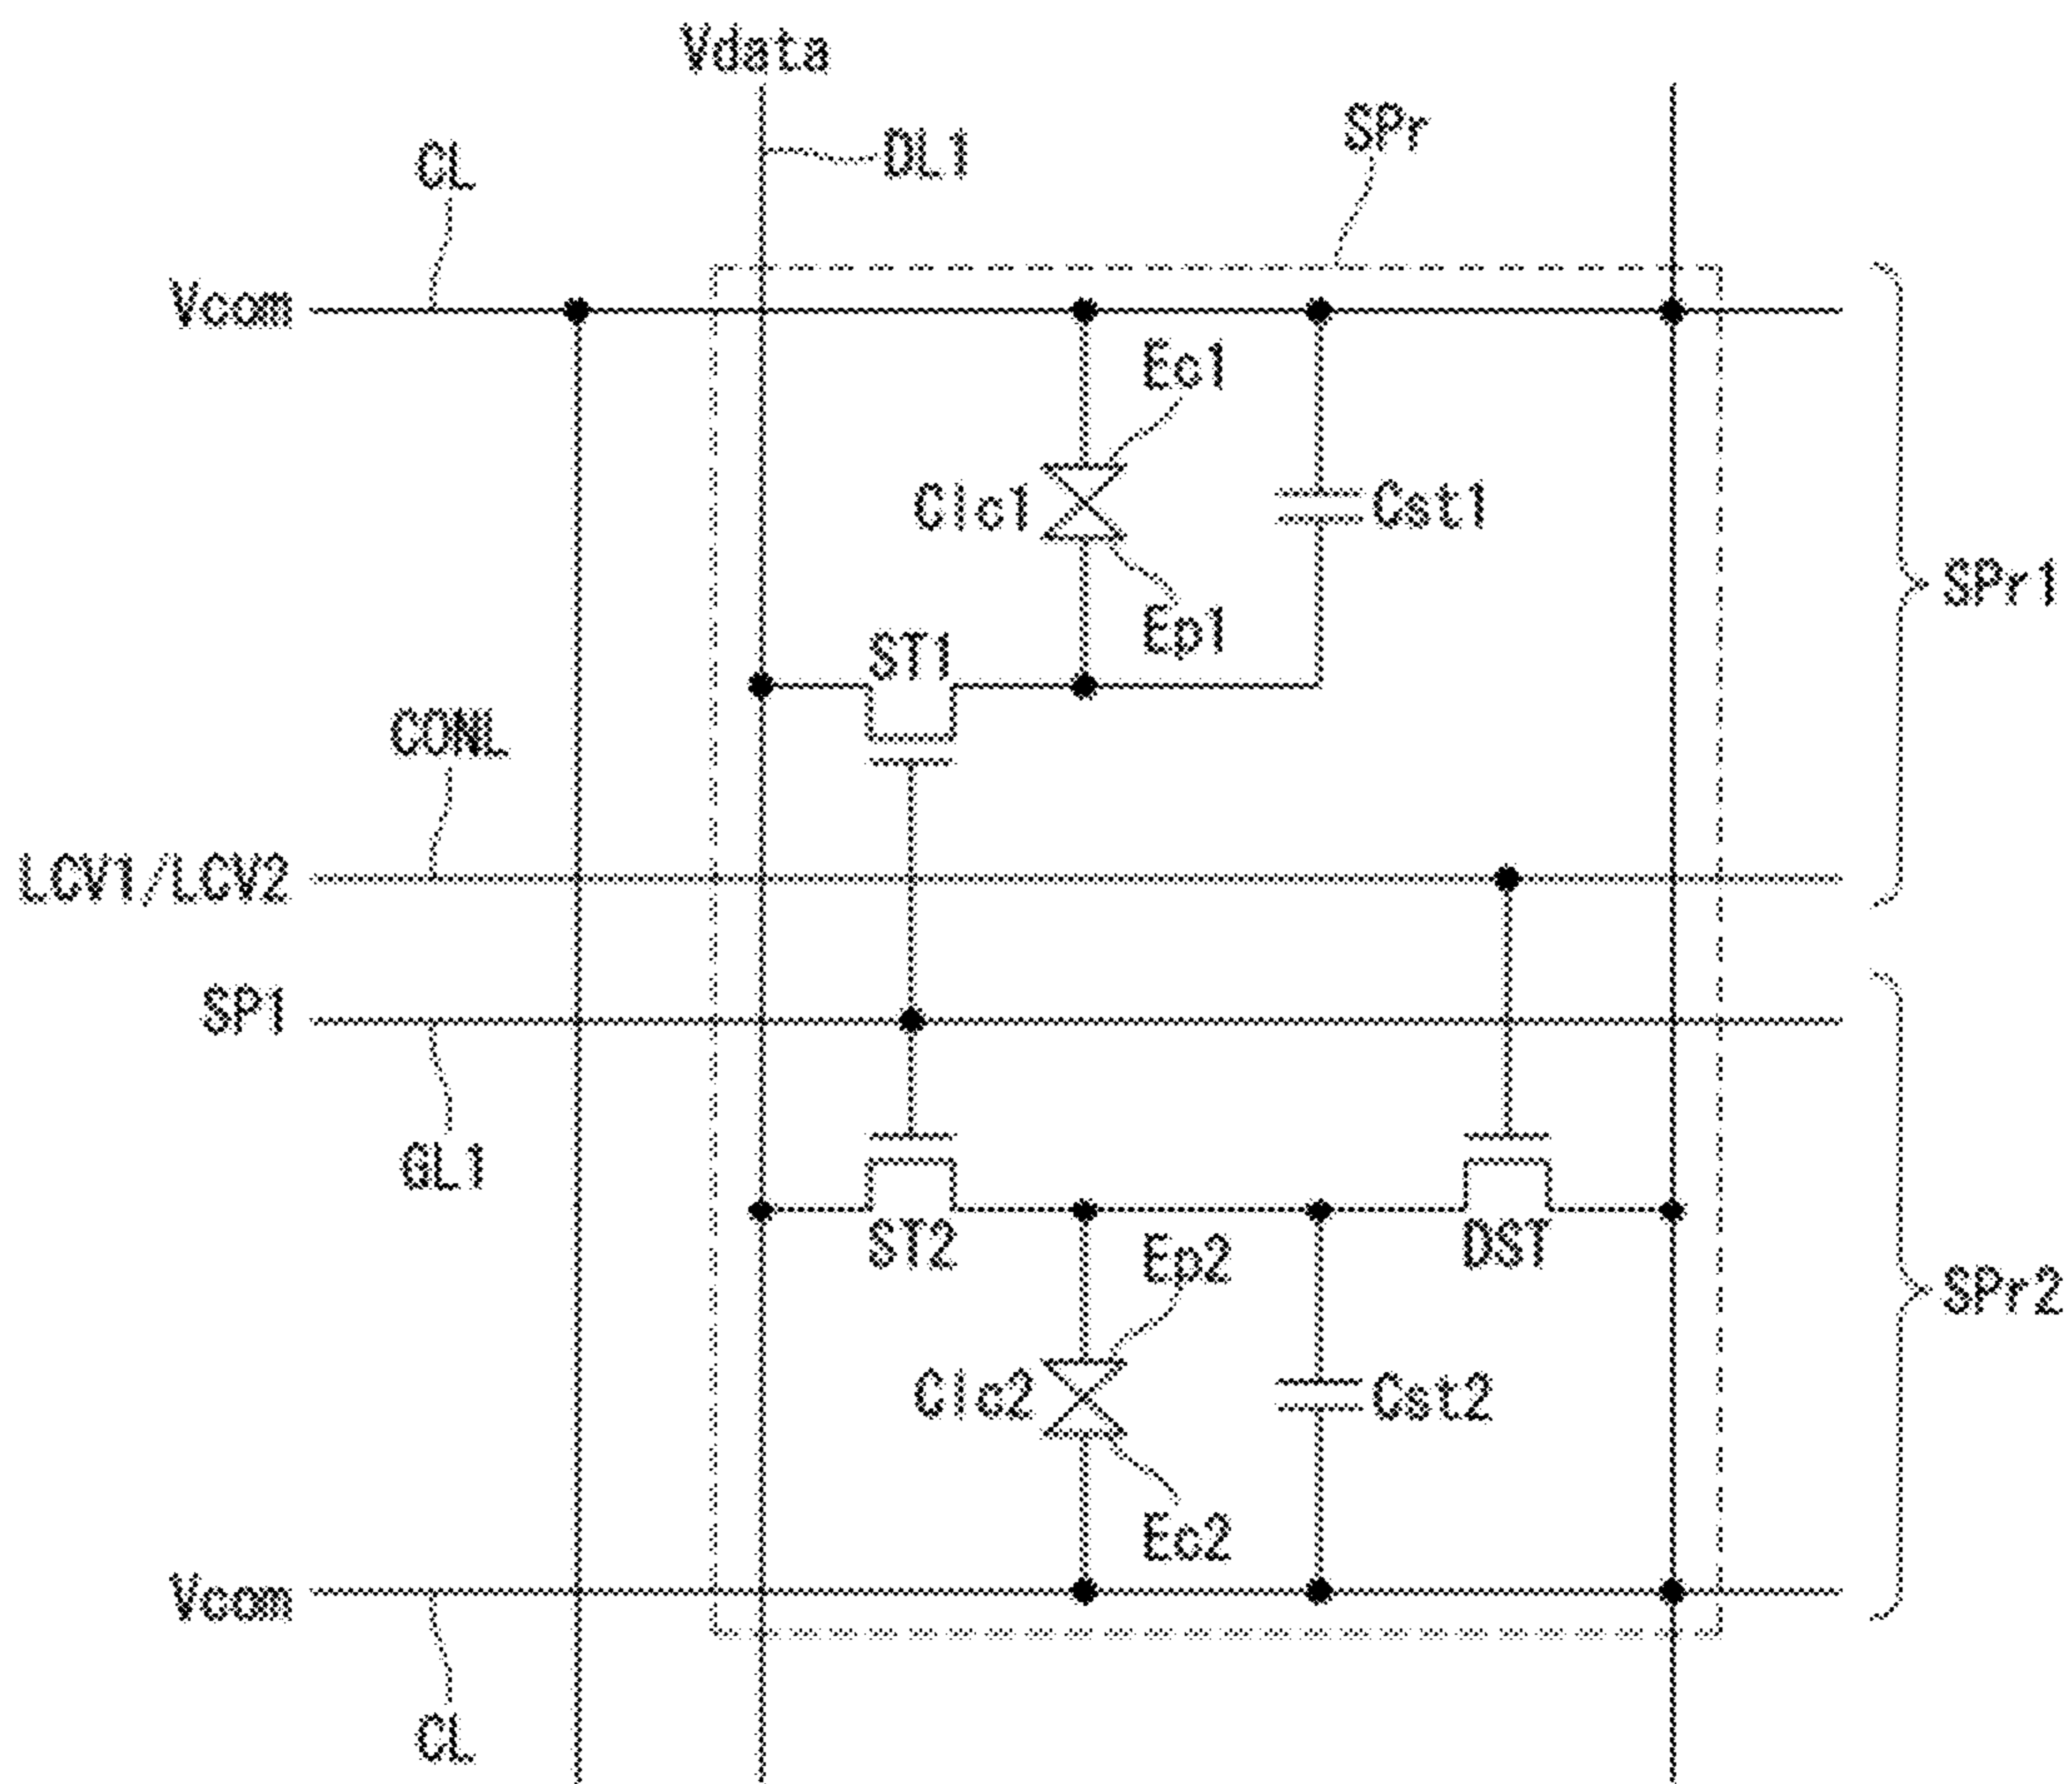 Vdata
DL1
SPr
CL
Vcom
Ec1
Clc1
Cst1
SPr1
Ep1
ST1
CONL
LCV1/LCV2
SP1
GL1
ST2
Ep2
DST
SPr2
Clc2
Cst2
Ec2
Vcom
CL